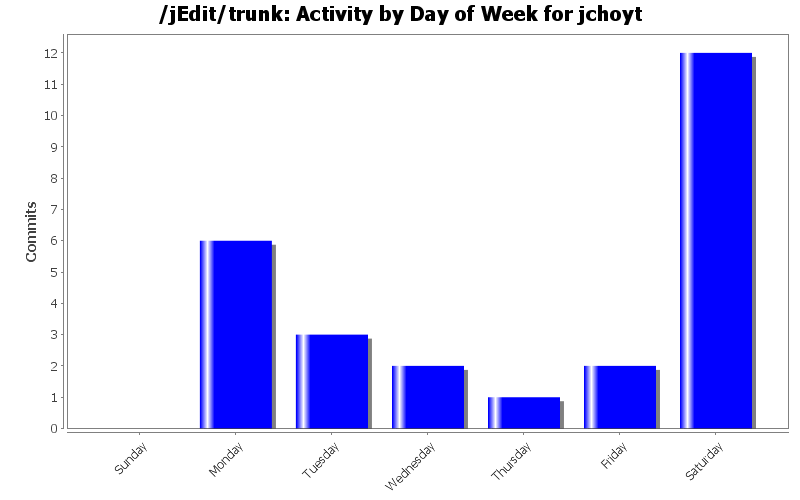 /jEdit/trunk: Activity by Day of Week for jchoyt
12
11
10
9
8
7
6
5
4
3
2
1
0
Commits
Sunday
Monday
Tuesday
Wednesday
Thursday
Friday
Saturday